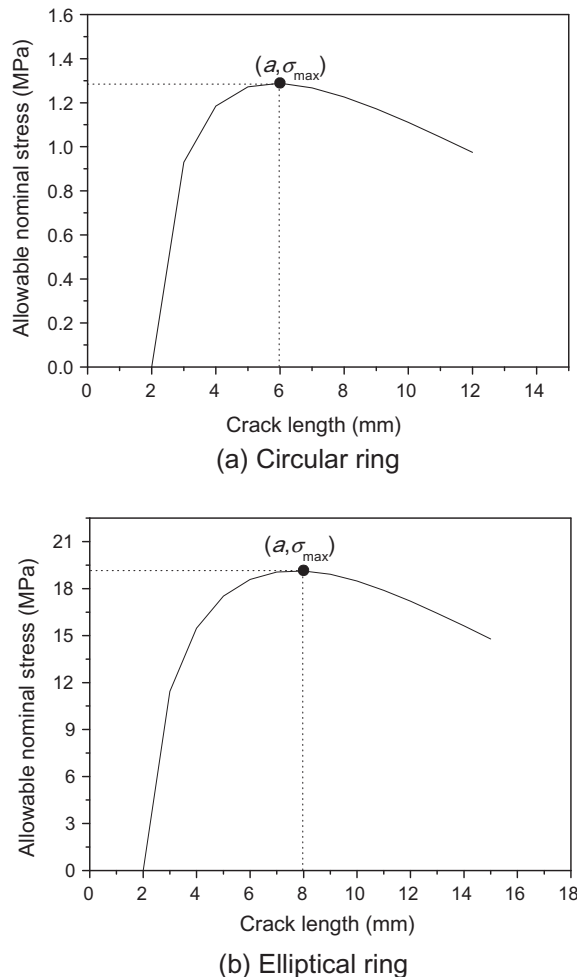 1.6
1.4
1.2
1.0
0.8
0.6
0.4
0.2
0.0
Allowable nominal stress (MPa)
(a,σmax)
0 2 4 6 8 10 12 14
Crack length (mm)
(a) Circular ring
21
18
15
12
9
6
3
0
Allowable nominal stress (MPa)
(a,σmax)
0 2 4 6 8 10 12 14 16 18
Crack length (mm)
(b) Elliptical ring